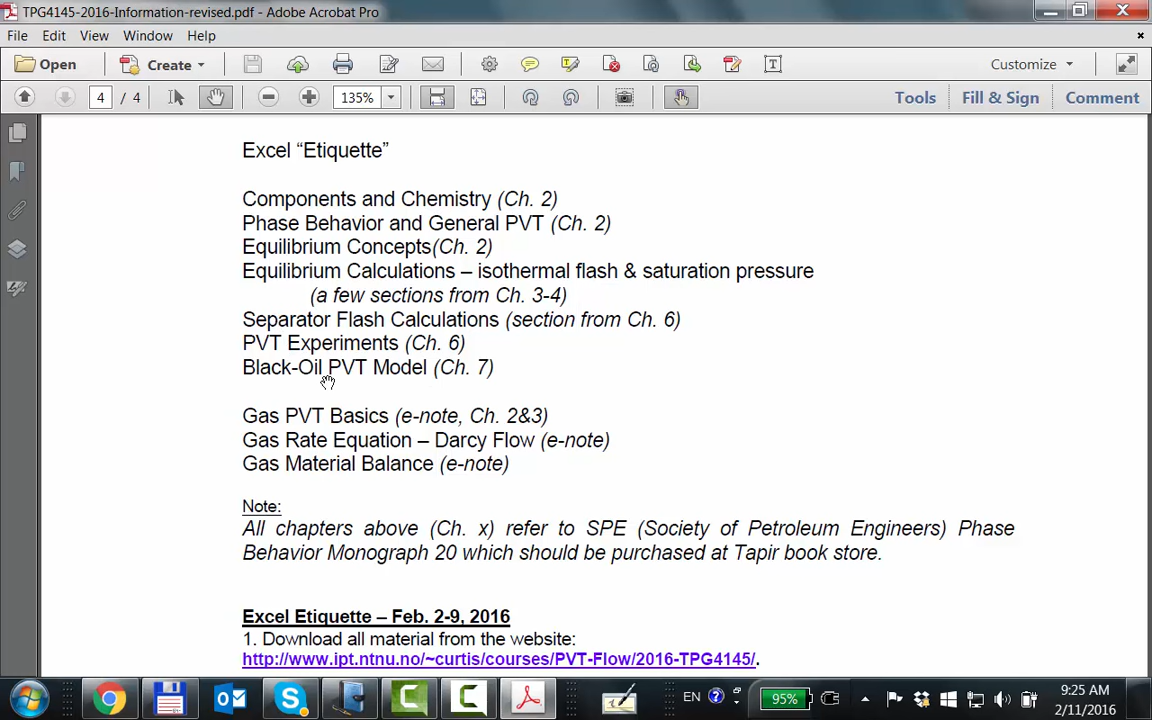 TPG4145-2016-Information-revised.pdf - Adobe Acrobat Pro
File Edit View Window Help
Open Create Customize
4 / 4 135% Tools Fill & Sign Comment
Excel “Etiquette”
Components and Chemistry (Ch. 2)
Phase Behavior and General PVT (Ch. 2)
Equilibrium Concepts(Ch. 2)
Equilibrium Calculations – isothermal flash & saturation pressure
(a few sections from Ch. 3-4)
Separator Flash Calculations (section from Ch. 6)
PVT Experiments (Ch. 6)
Black-Oil PVT Model (Ch. 7)
Gas PVT Basics (e-note, Ch. 2&3)
Gas Rate Equation – Darcy Flow (e-note)
Gas Material Balance (e-note)
Note:
All chapters above (Ch. x) refer to SPE (Society of Petroleum Engineers) Phase
Behavior Monograph 20 which should be purchased at Tapir book store.
Excel Etiquette – Feb. 2-9, 2016
1. Download all material from the website:
http://www.ipt.ntnu.no/~curtis/courses/PVT-Flow/2016-TPG4145/.
EN 95% 9:25 AM
2/11/2016